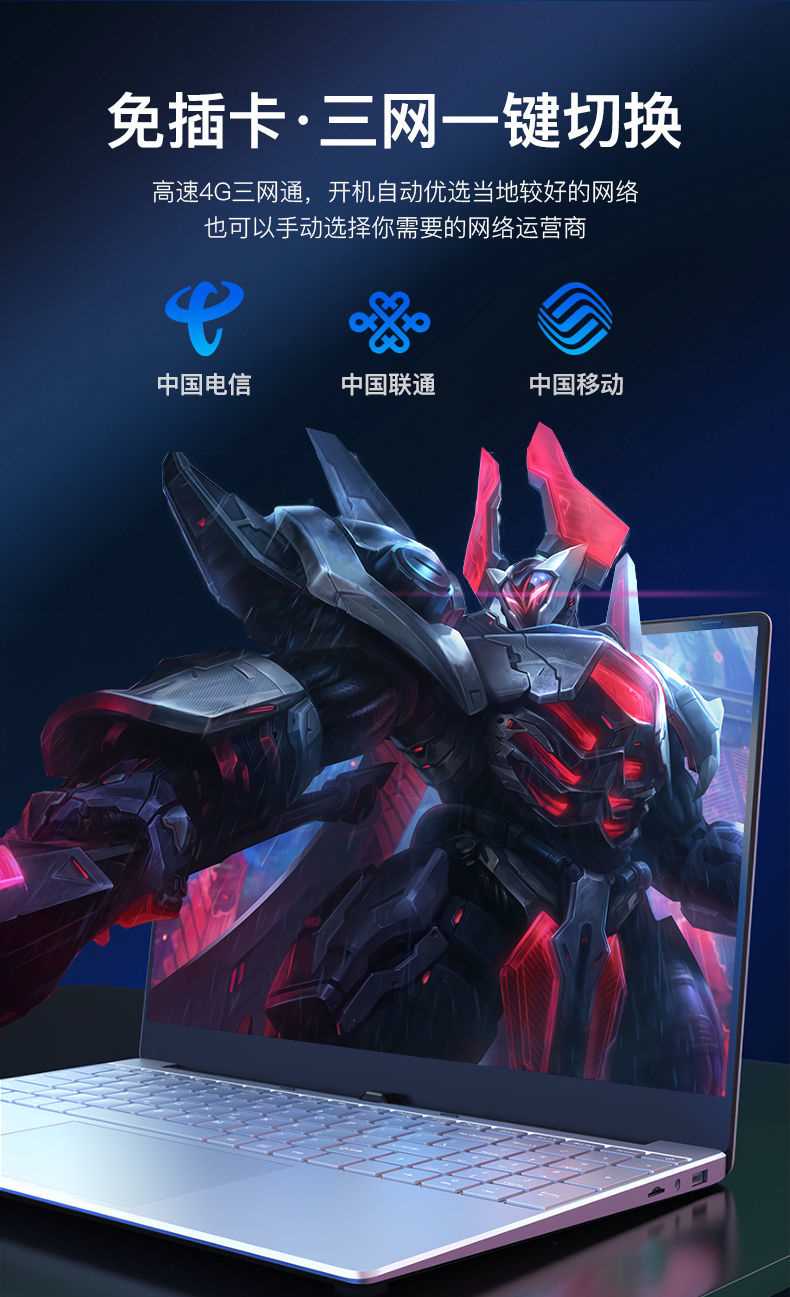 免插卡·三网一键切换
高速4G三网通，开机自动优选当地较好的网络
也可以手动选择你需要的网络运营商
中国电信 中国联通 中国移动